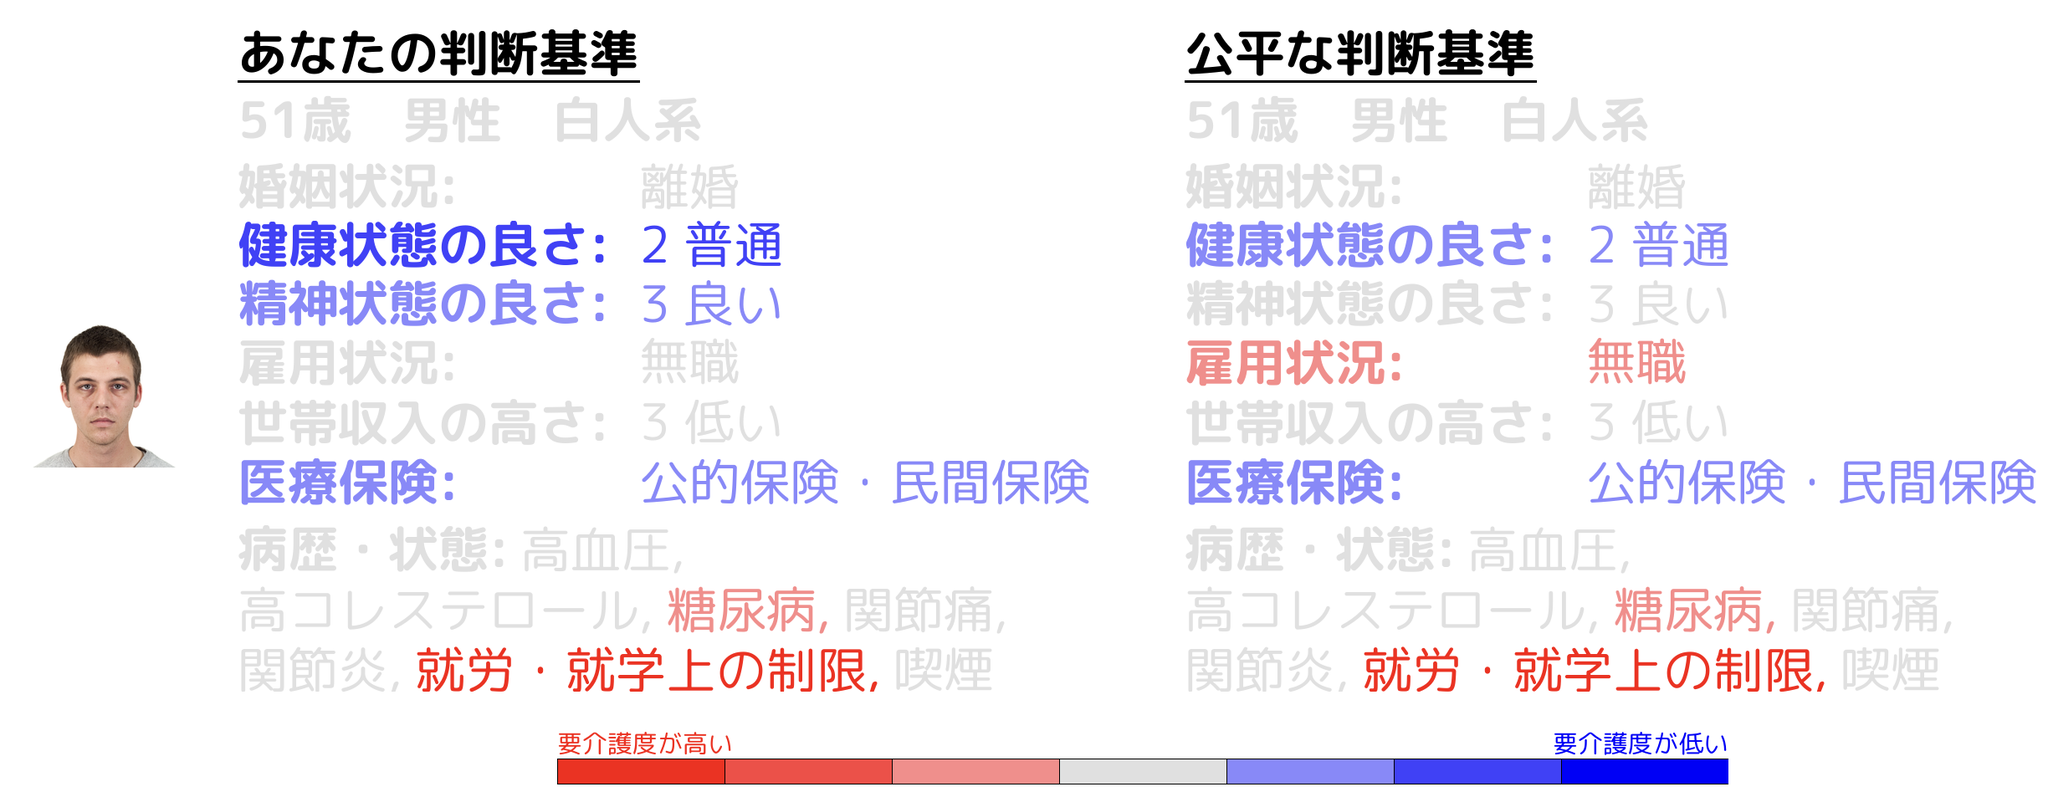 あなたの判断基準
51歳　男性　白人系
婚姻状況: 離婚
健康状態の良さ: 2 普通
精神状態の良さ: 3 良い
雇用状況: 無職
世帯収入の高さ: 3 低い
医療保険: 公的保険・民間保険
病歴・状態: 高血圧,
高コレステロール, 糖尿病, 関節痛,
関節炎, 就労・就学上の制限, 喫煙
公平な判断基準
51歳　男性　白人系
婚姻状況: 離婚
健康状態の良さ: 2 普通
精神状態の良さ: 3 良い
雇用状況: 無職
世帯収入の高さ: 3 低い
医療保険: 公的保険・民間保険
病歴・状態: 高血圧,
高コレステロール, 糖尿病, 関節痛,
関節炎, 就労・就学上の制限, 喫煙
要介護度が高い
要介護度が低い